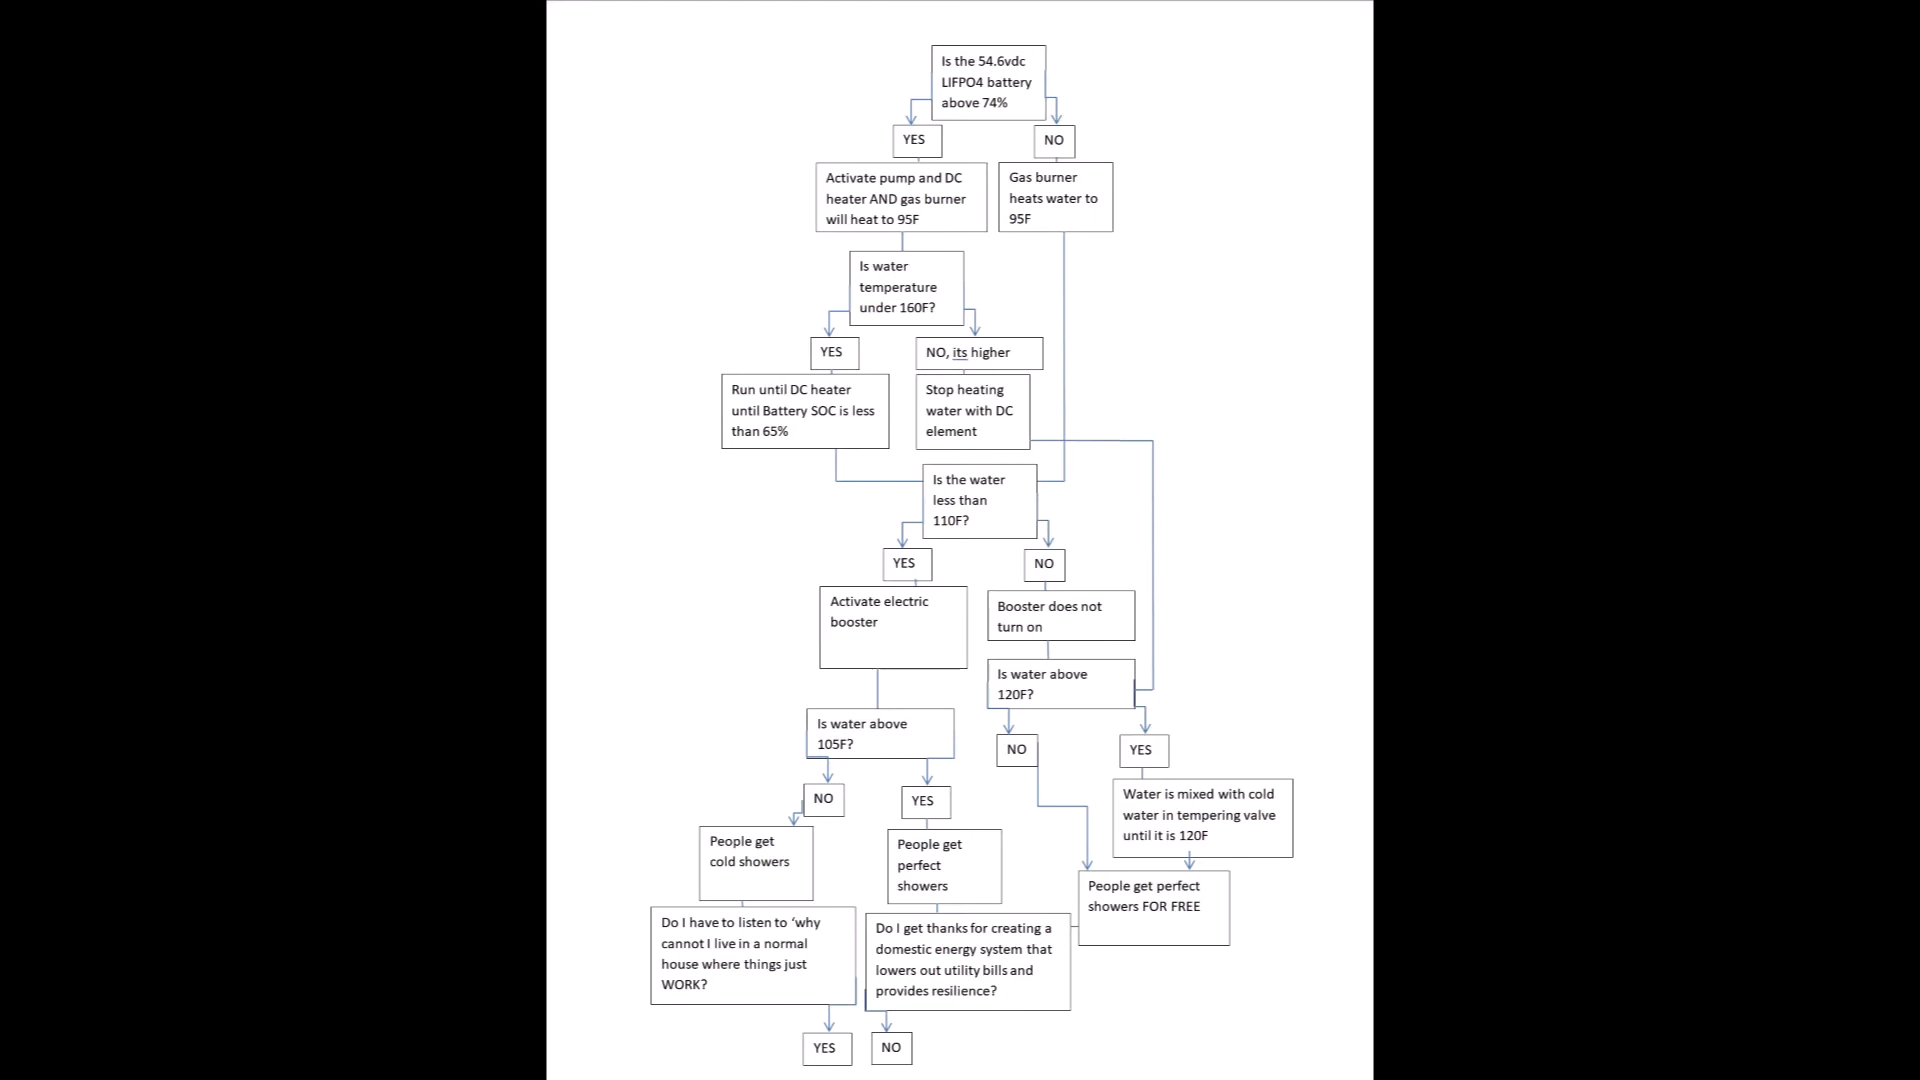 Is the 54.6vdc
LIFPO4 battery
above 74%
YES
NO
Activate pump and DC
heater AND gas burner
will heat to 95F
Gas burner
heats water to
95F
Is water
temperature
under 160F?
YES
NO, its higher
Run until DC heater
until Battery SOC is less
than 65%
Stop heating
water with DC
element
Is the water
less than
110F?
YES
NO
Activate electric
booster
Booster does not
turn on
Is water above
120F?
Is water above
105F?
NO
YES
NO
YES
Water is mixed with cold
water in tempering valve
until it is 120F
People get
cold showers
People get
perfect
showers
People get perfect
showers FOR FREE
Do I have to listen to ‘why
cannot I live in a normal
house where things just
WORK?
Do I get thanks for creating a
domestic energy system that
lowers out utility bills and
provides resilience?
YES
NO